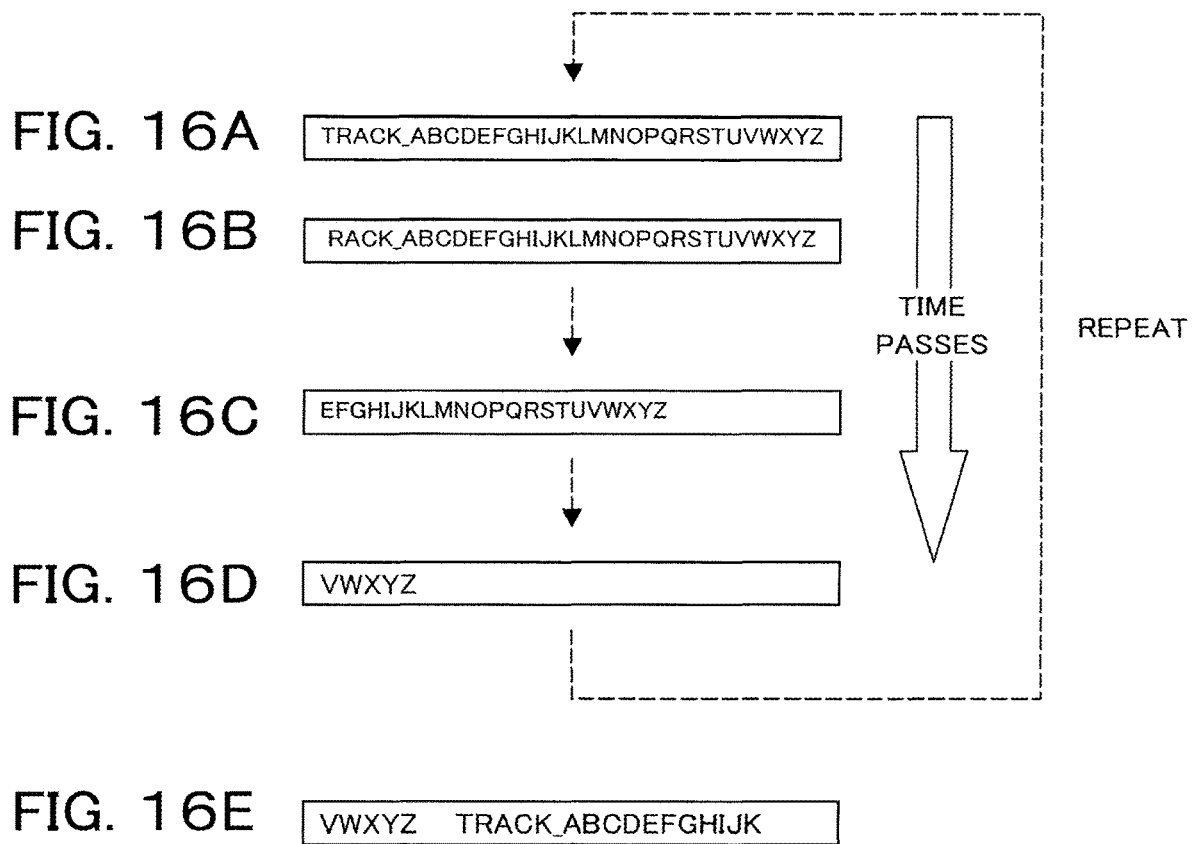 FIG. 16A
TRACK_ABCDEFGHIJKLMNOPQRSTUVWXYZ
FIG. 16B
RACK_ABCDEFGHIJKLMNOPQRSTUVWXYZ
TIME
PASSES
REPEAT
FIG. 16C
EFGHIJKLMNOPQRSTUVWXYZ
FIG. 16D
VWXYZ
FIG. 16E
VWXYZ TRACK_ABCDEFGHIJK